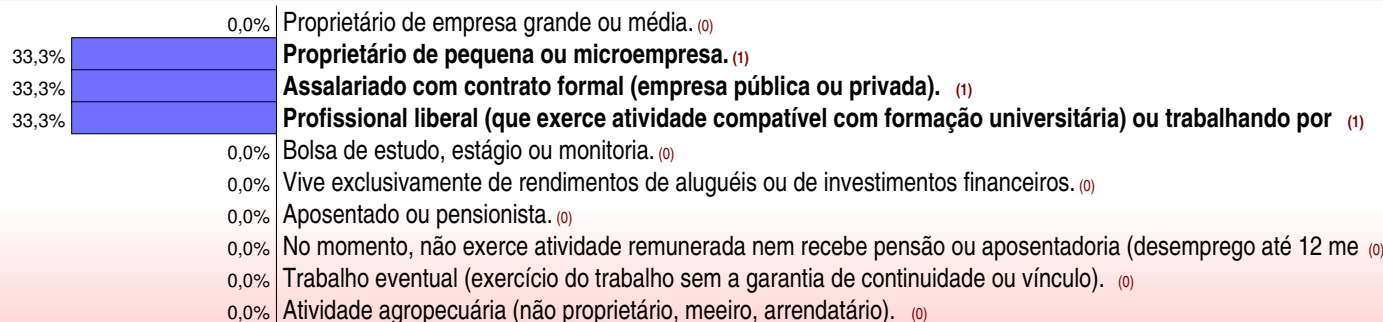 0,0% Proprietário de empresa grande ou média. (0)
33,3% Proprietário de pequena ou microempresa. (1)
33,3% Assalariado com contrato formal (empresa pública ou privada). (1)
33,3% Profissional liberal (que exerce atividade compatível com formação universitária) ou trabalhando por (1)
0,0% Bolsa de estudo, estágio ou monitoria. (0)
0,0% Vive exclusivamente de rendimentos de aluguéis ou de investimentos financeiros. (0)
0,0% Aposentado ou pensionista. (0)
0,0% No momento, não exerce atividade remunerada nem recebe pensão ou aposentadoria (desemprego até 12 me (0)
0,0% Trabalho eventual (exercício do trabalho sem a garantia de continuidade ou vínculo). (0)
0,0% Atividade agropecuária (não proprietário, meeiro, arrendatário). (0)